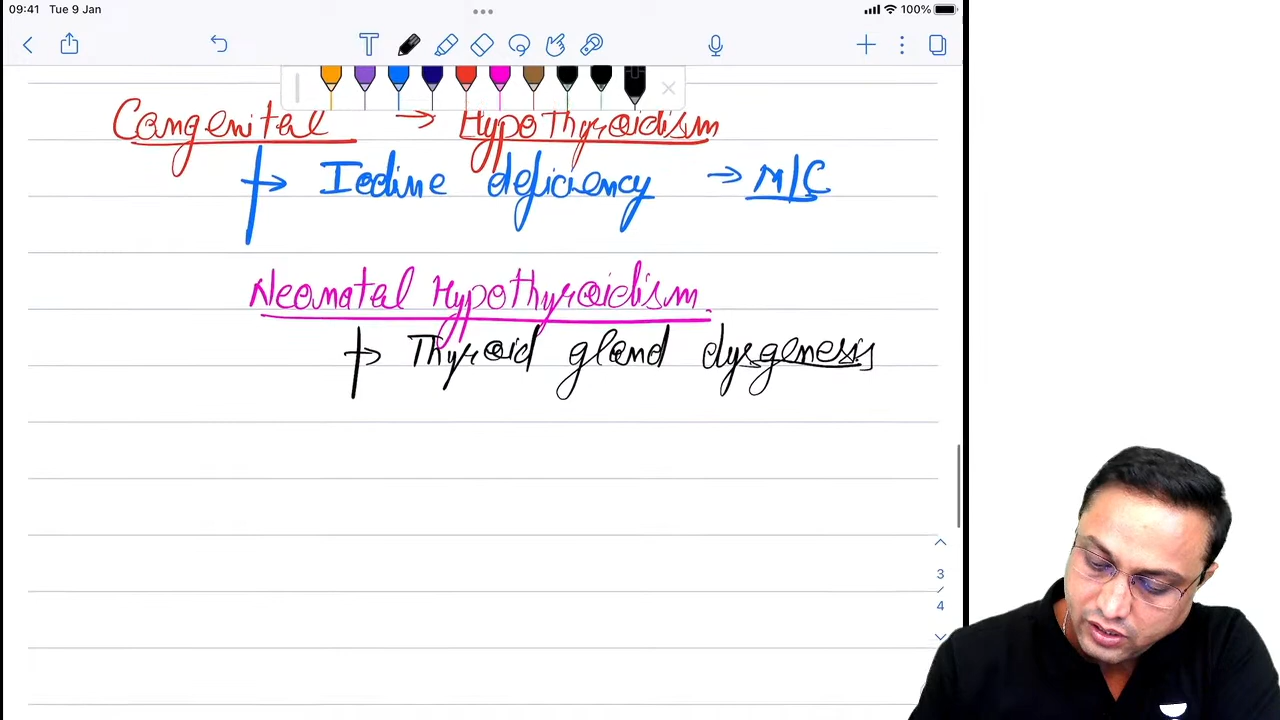 09:41 Tue 9 Jan
100%
T
Congenital → Hypothyroidism
→ Iodine deficiency → M/C
Neonatal Hypothyroidism.
→ Thyroid gland dysgenesis
3
4